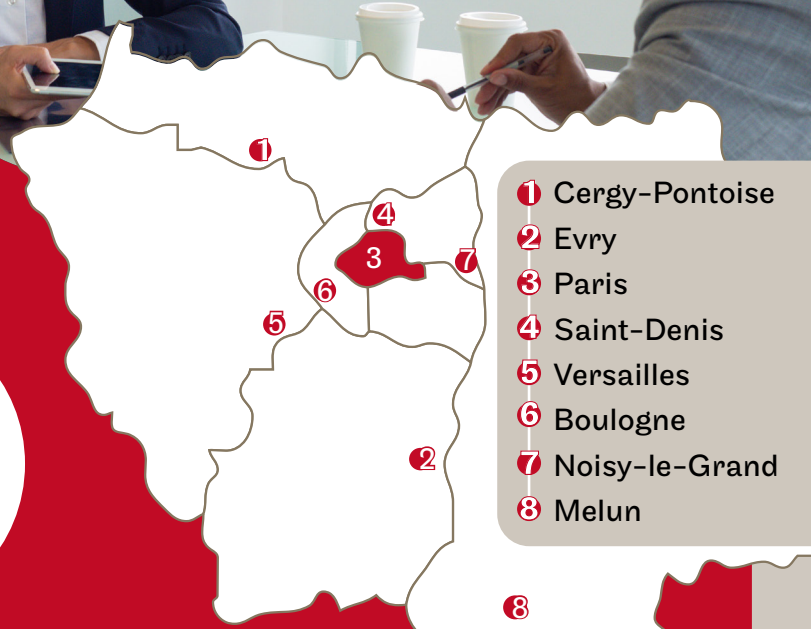 1
4
3
7
6
5
2
8
1 Cergy-Pontoise
2 Evry
3 Paris
4 Saint-Denis
5 Versailles
6 Boulogne
7 Noisy-le-Grand
8 Melun